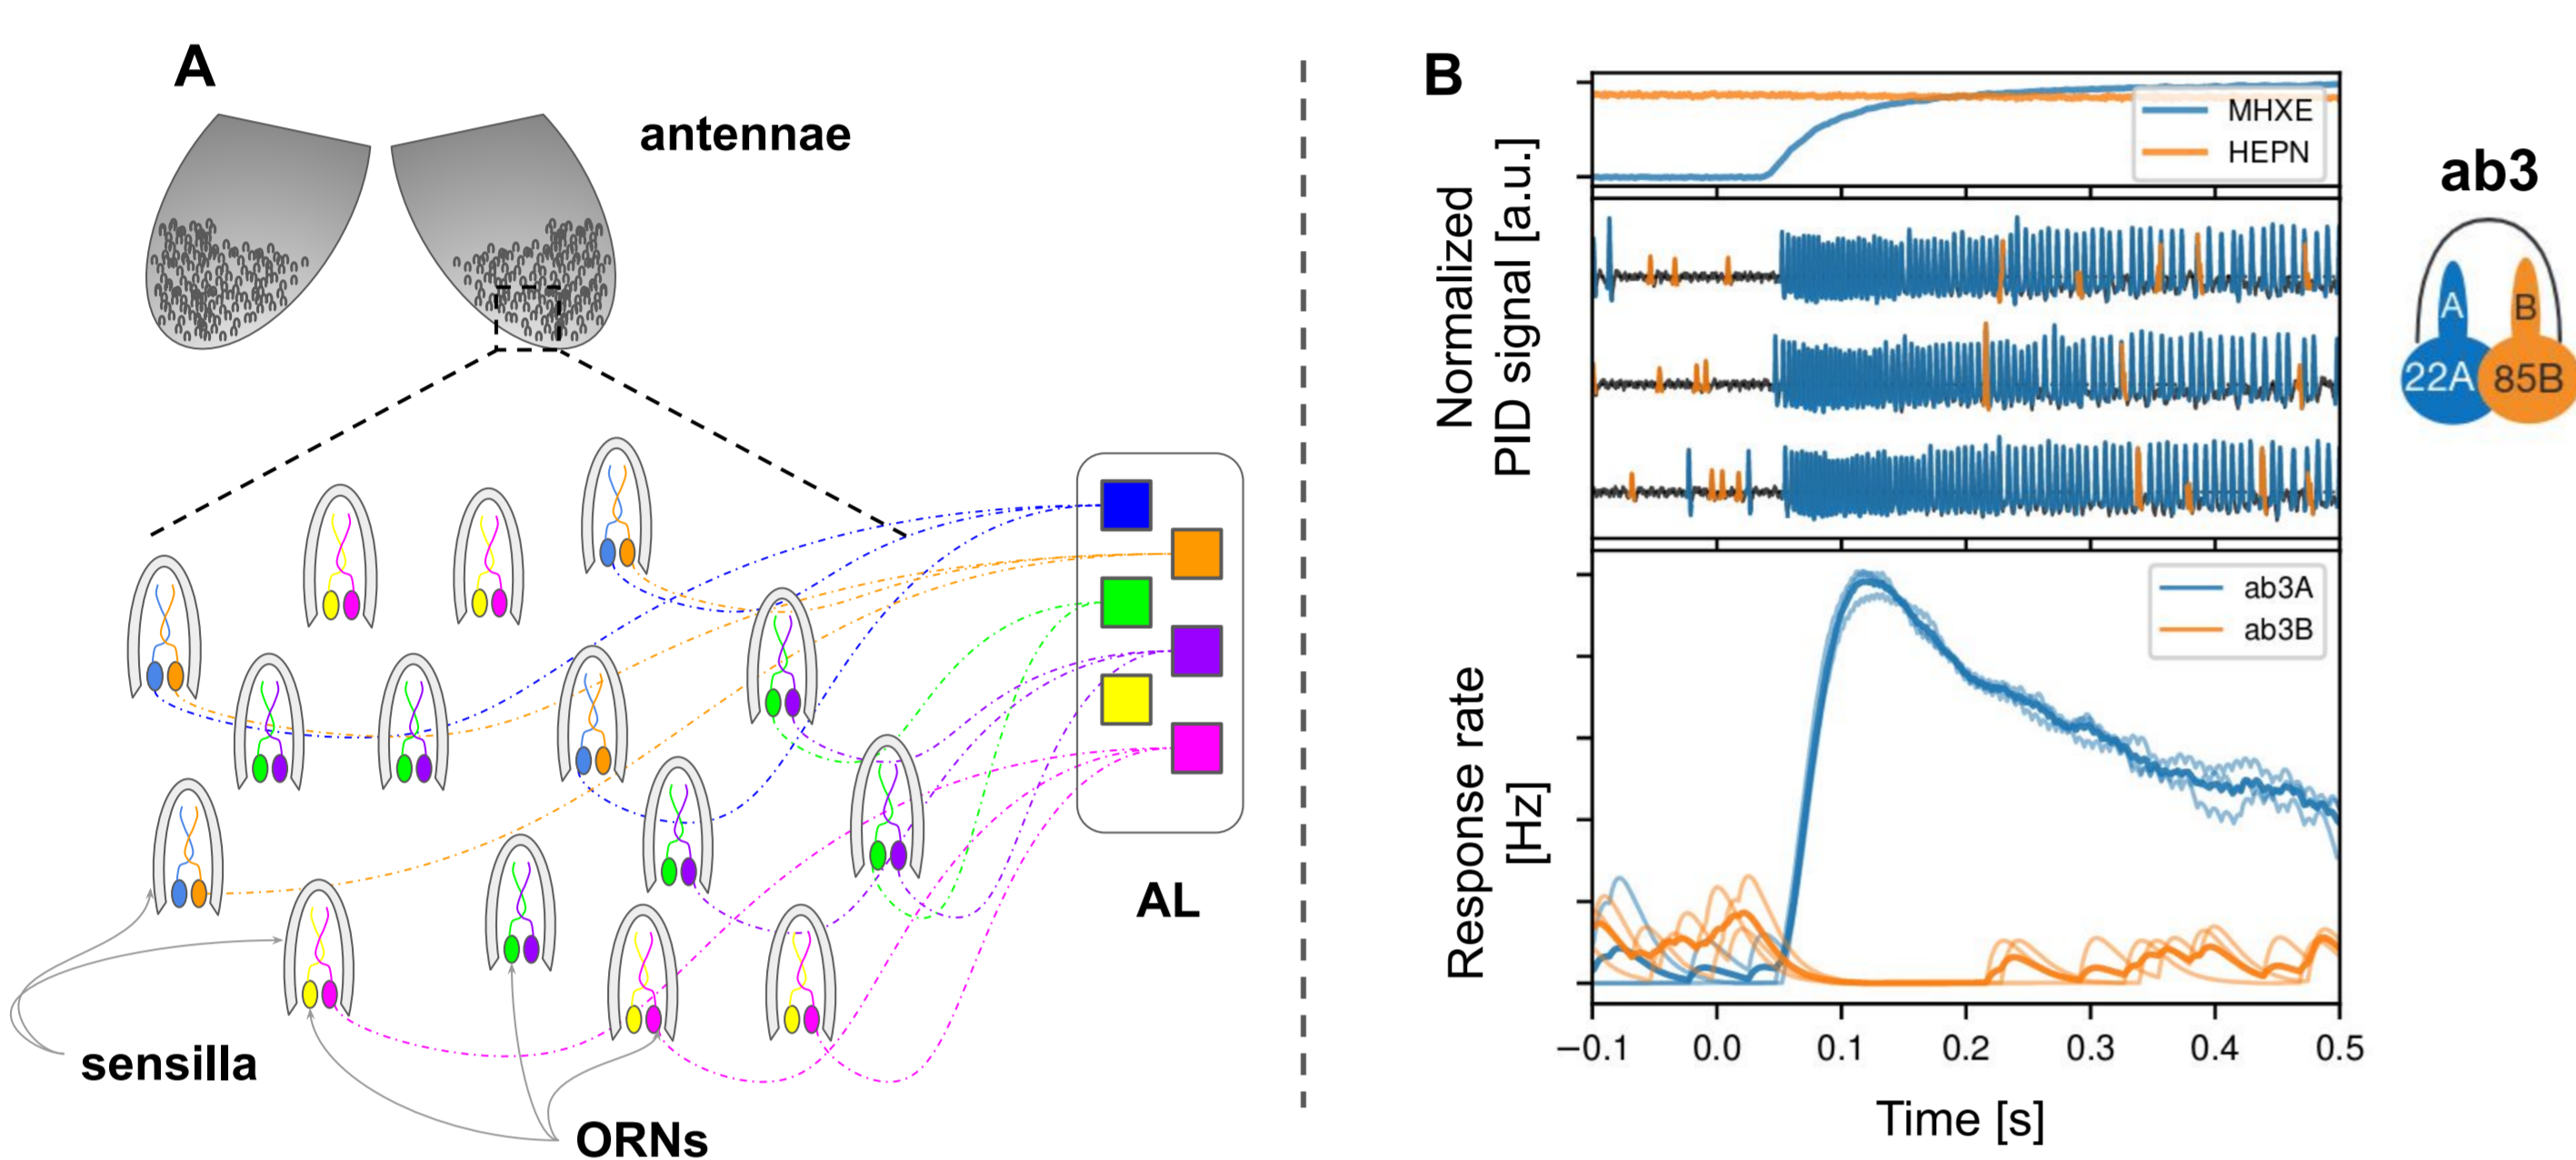 A
antennae
AL
sensilla
ORNs
B
Normalized
PID signal [a.u.]
MHXE
HEPN
ab3
A
B
22A
85B
Response rate
[Hz]
ab3A
ab3B
−0.1 0.0 0.1 0.2 0.3 0.4 0.5
Time [s]